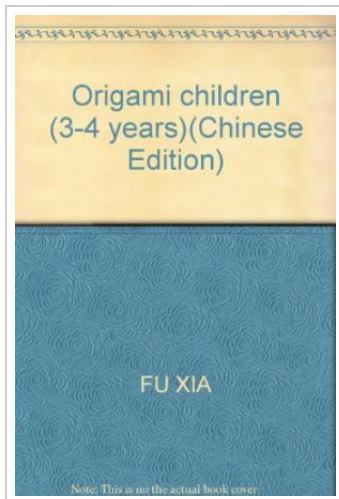 Origami children
(3-4 years)(Chinese
Edition)
FU XIA
Note: This is no the actual book cover